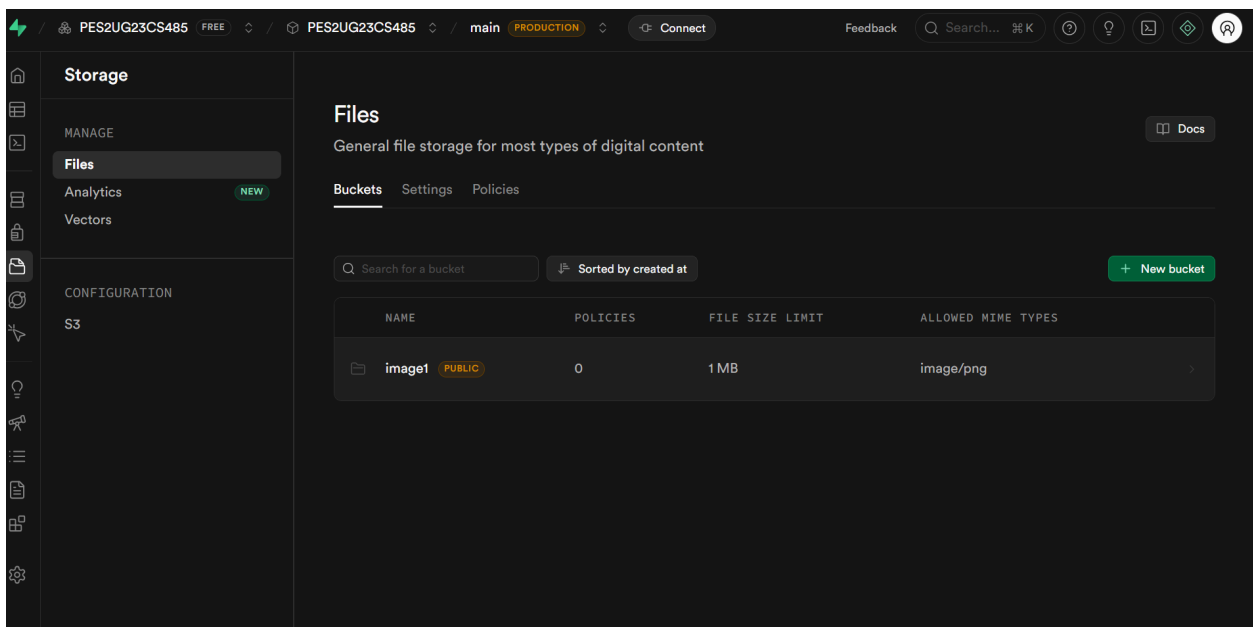 PES2UG23CS485 FREE PES2UG23CS485 main PRODUCTION Connect Feedback Search... ⌘K
Storage
MANAGE
Files
Analytics NEW
Vectors
CONFIGURATION
S3
Files
General file storage for most types of digital content
Docs
Buckets Settings Policies
Search for a bucket Sorted by created at + New bucket
NAME POLICIES FILE SIZE LIMIT ALLOWED MIME TYPES
image1 PUBLIC 0 1 MB image/png